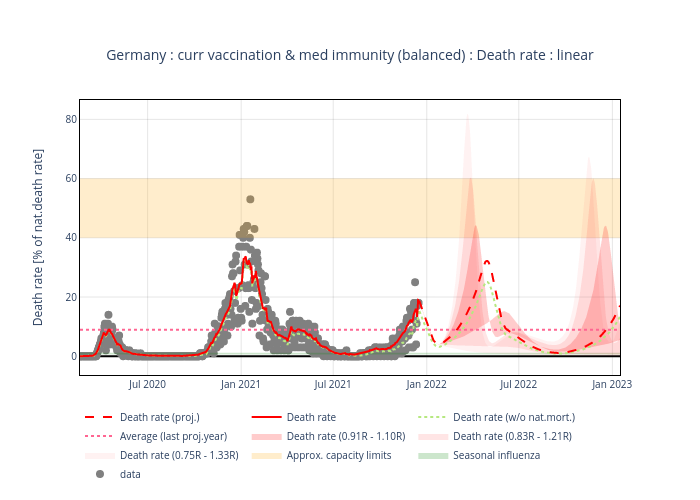 Germany : curr vaccination & med immunity (balanced) : Death rate : linear
Death rate [% of nat.death rate]
80
60
40
20
0
Jul 2020 Jan 2021 Jul 2021 Jan 2022 Jul 2022 Jan 2023
Death rate (proj.) Death rate Death rate (w/o nat.mort.)
Average (last proj.year) Death rate (0.91R - 1.10R) Death rate (0.83R - 1.21R)
Death rate (0.75R - 1.33R) Approx. capacity limits Seasonal influenza
data